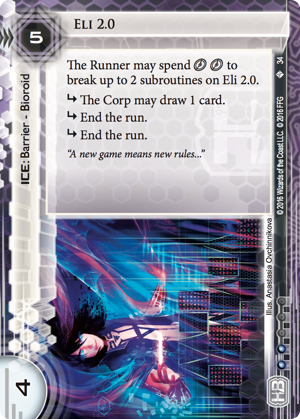 Eli 2.0
5
The Runner may spend to
break up to 2 subroutines on Eli 2.0.
The Corp may draw 1 card.
End the run.
End the run.
"A new game means new rules..."
ICE: Barrier - Bioroid
34
© 2016 Wizards of the Coast LLC. © 2016 FFG
Illus. Anastasia Ovchinnikova
4
HB